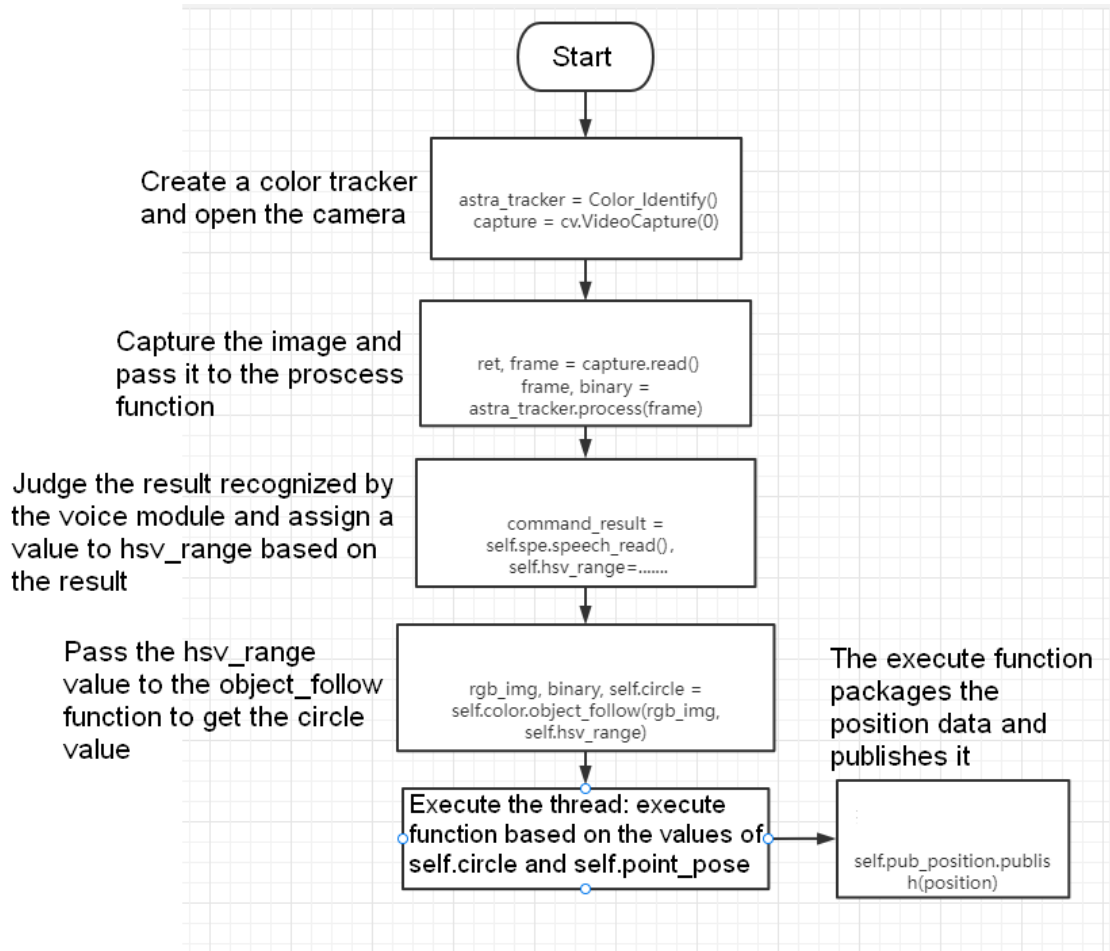 Start
Create a color tracker
and open the camera
astra_tracker = Color_Identify()
capture = cv.VideoCapture(0)
Capture the image and
pass it to the proscess
function
ret, frame = capture.read()
frame, binary =
astra_tracker.process(frame)
Judge the result recognized by
the voice module and assign a
value to hsv_range based on
the result
command_result =
self.spe.speech_read(),
self.hsv_range=.......
Pass the hsv_range
value to the object_follow
function to get the circle
value
rgb_img, binary, self.circle =
self.color.object_follow(rgb_img,
self.hsv_range)
Execute the thread: execute
function based on the values of
self.circle and self.point_pose
The execute function
packages the
position data and
publishes it
:
self.pub_position.publis
h(position)